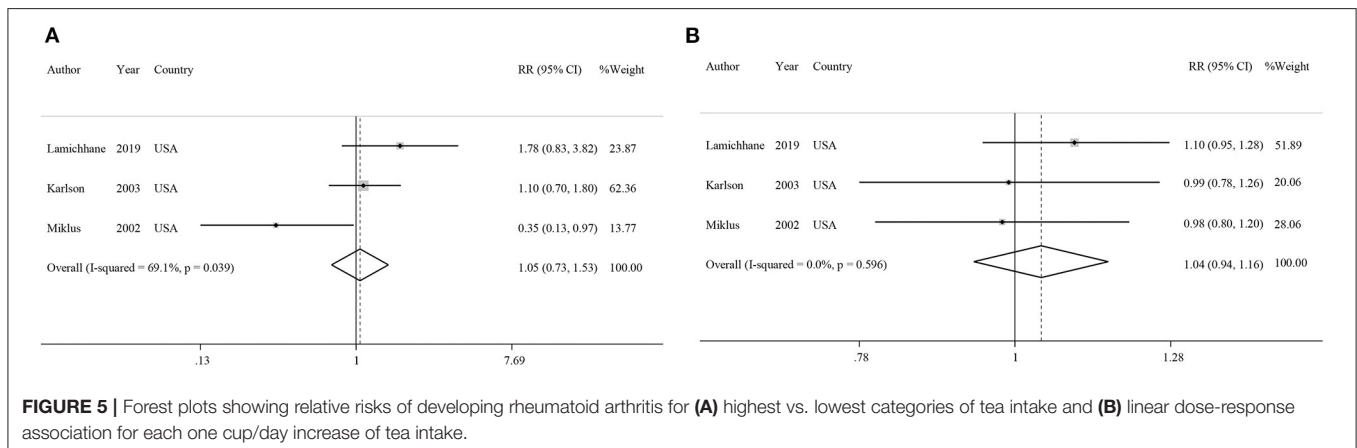 A
Author Year Country RR (95% CI) %Weight
Lamichhane 2019 USA 1.78 (0.83, 3.82) 23.87
Karlson 2003 USA 1.10 (0.70, 1.80) 62.36
Miklus 2002 USA 0.35 (0.13, 0.97) 13.77
Overall (I-squared = 69.1%, p = 0.039) 1.05 (0.73, 1.53) 100.00
.13 1 7.69
B
Author Year Country RR (95% CI) %Weight
Lamichhane 2019 USA 1.10 (0.95, 1.28) 51.89
Karlson 2003 USA 0.99 (0.78, 1.26) 20.06
Miklus 2002 USA 0.98 (0.80, 1.20) 28.06
Overall (I-squared = 0.0%, p = 0.596) 1.04 (0.94, 1.16) 100.00
.78 1 1.28
FIGURE 5 | Forest plots showing relative risks of developing rheumatoid arthritis for (A) highest vs. lowest categories of tea intake and (B) linear dose-response
association for each one cup/day increase of tea intake.